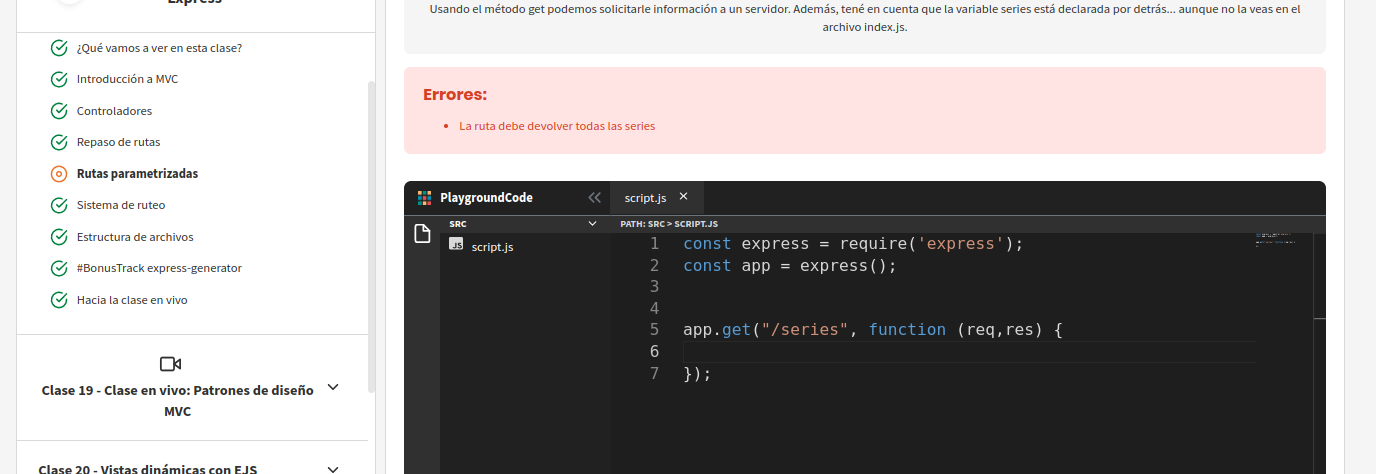 Express
¿Qué vamos a ver en esta clase?
Introducción a MVC
Controladores
Repaso de rutas
Rutas parametrizadas
Sistema de ruteo
Estructura de archivos
#BonusTrack express-generator
Hacia la clase en vivo
Clase 19 - Clase en vivo: Patrones de diseño
MVC
Clase 20 - Vistas dinámicas con EJS
Usando el método get podemos solicitarle información a un servidor. Además, tené en cuenta que la variable series está declarada por detrás... aunque no la veas en el
archivo index.js.
Errores:
• La ruta debe devolver todas las series
PlaygroundCode
script.js ✕
SRC
JS script.js
PATH: SRC > SCRIPT.JS
1 const express = require('express');
2 const app = express();
3
4
5 app.get("/series", function (req,res) {
6
7 });